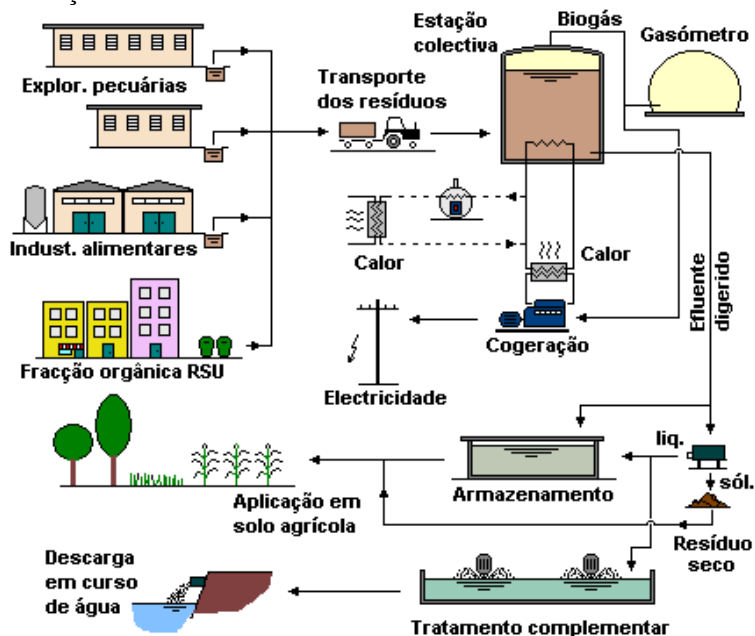 Explor. pecuárias
Indust. alimentares
Fracção orgânica RSU
Transporte
dos resíduos
Estação
colectiva
Biogás
Gasómetro
Calor
Calor
Cogeração
Electricidade
Efluente
digerido
liq.
sól.
Resíduo
seco
Armazenamento
Aplicação em
solo agrícola
Descarga
em curso
de água
Tratamento complementar